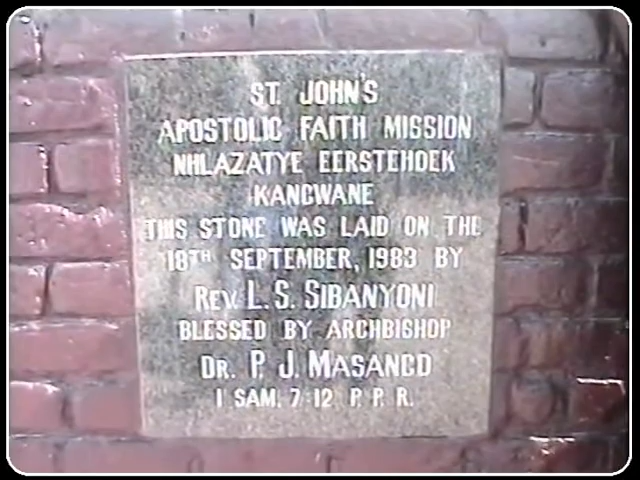 ST. JOHN'S
APOSTOLIC FAITH MISSION
NHLAZATYE EERSTEHOEK
KANGWANE
THIS STONE WAS LAID ON THE
18TH SEPTEMBER, 1983 BY
REV. L. S. SIBANYONI
BLESSED BY ARCHBISHOP
DR. P. J. MASANGO
1 SAM. 7:12 P. P. R.